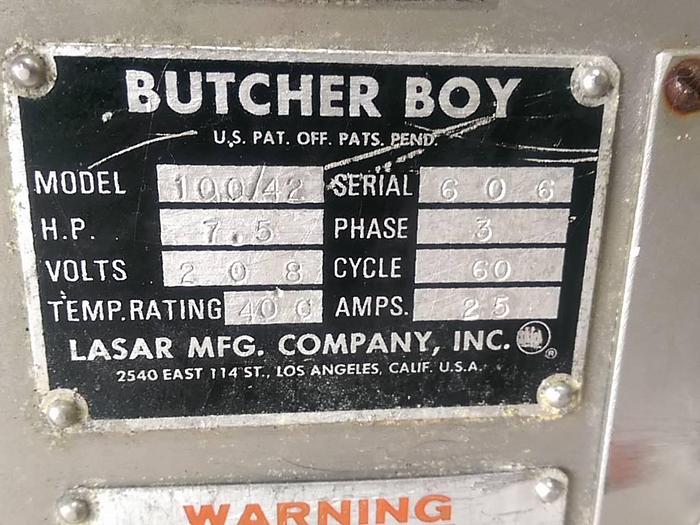 BUTCHER BOY
U.S. PAT. OFF. PATS. PEND.
MODEL 100/42 SERIAL 606
H.P. 7.5 PHASE 3
VOLTS 208 CYCLE 60
TEMP. RATING 40 C AMPS. 25
LASAR MFG. COMPANY, INC. ®
2540 EAST 114 ST., LOS ANGELES, CALIF. U.S.A.
WARNING